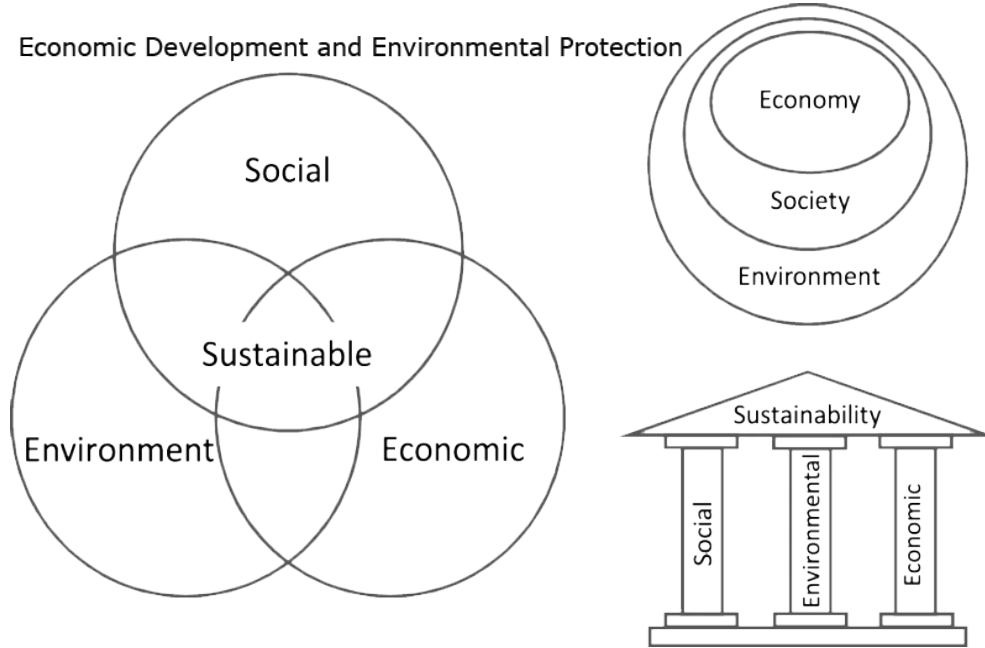 Economic Development and Environmental Protection
Social
Sustainable
Environment
Economic
Economy
Society
Environment
Sustainability
Social
Environmental
Economic